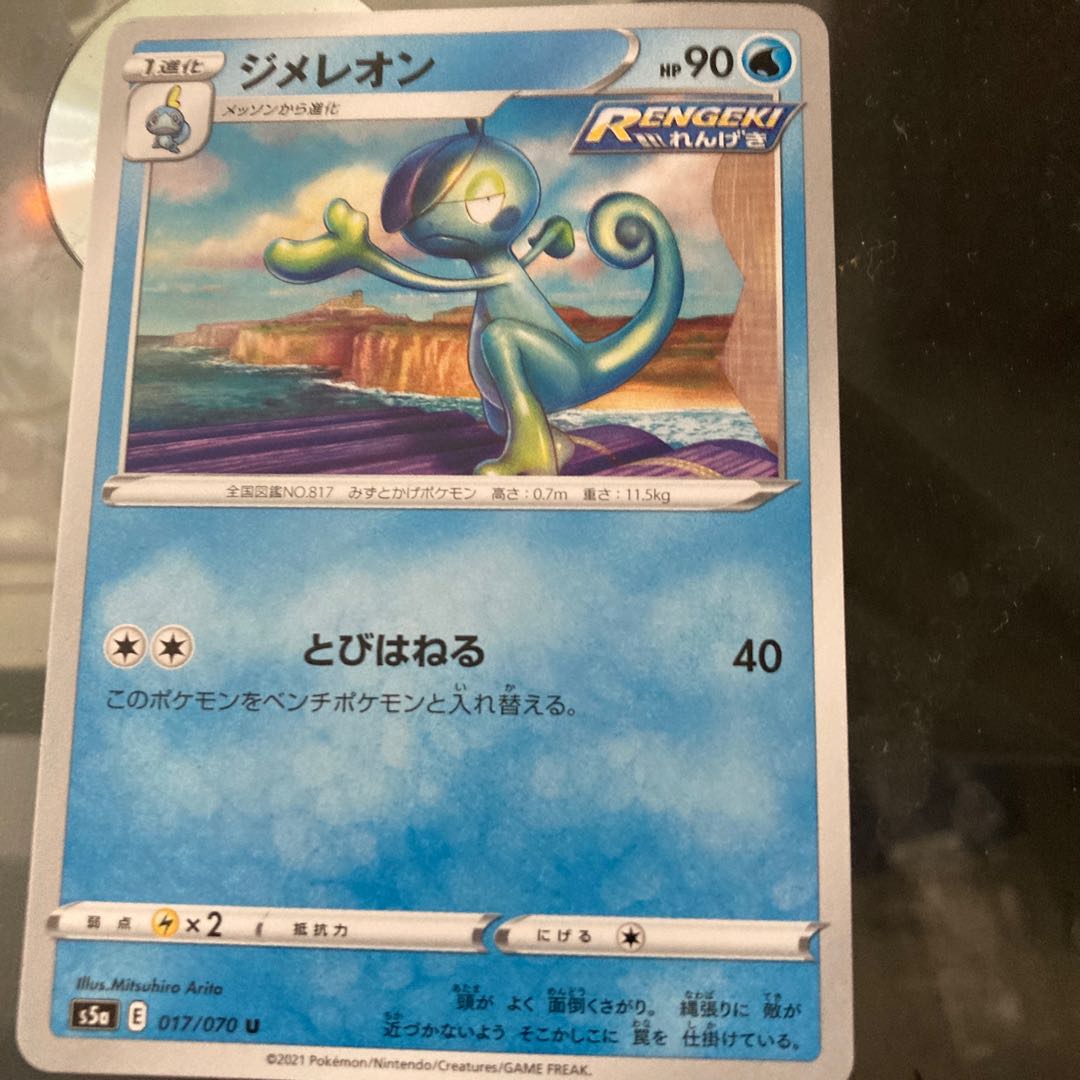 1進化
ジメレオン
HP 90
メッソンから進化
RENGEKI
れんげき
全国図鑑NO.817 みずとかげポケモン 高さ:0.7m 重さ:11.5kg
とびはねる 40
このポケモンをベンチポケモンと入れ替える。
弱点 ×2 抵抗力 にげる
Illus. Mitsuhiro Arita
頭が よく 面倒くさがり。 縄張りに 敵が
近づかないよう そこかしこに 罠を 仕掛けている。
s5a E 017/070 U
©2021 Pokémon/Nintendo/Creatures/GAME FREAK.